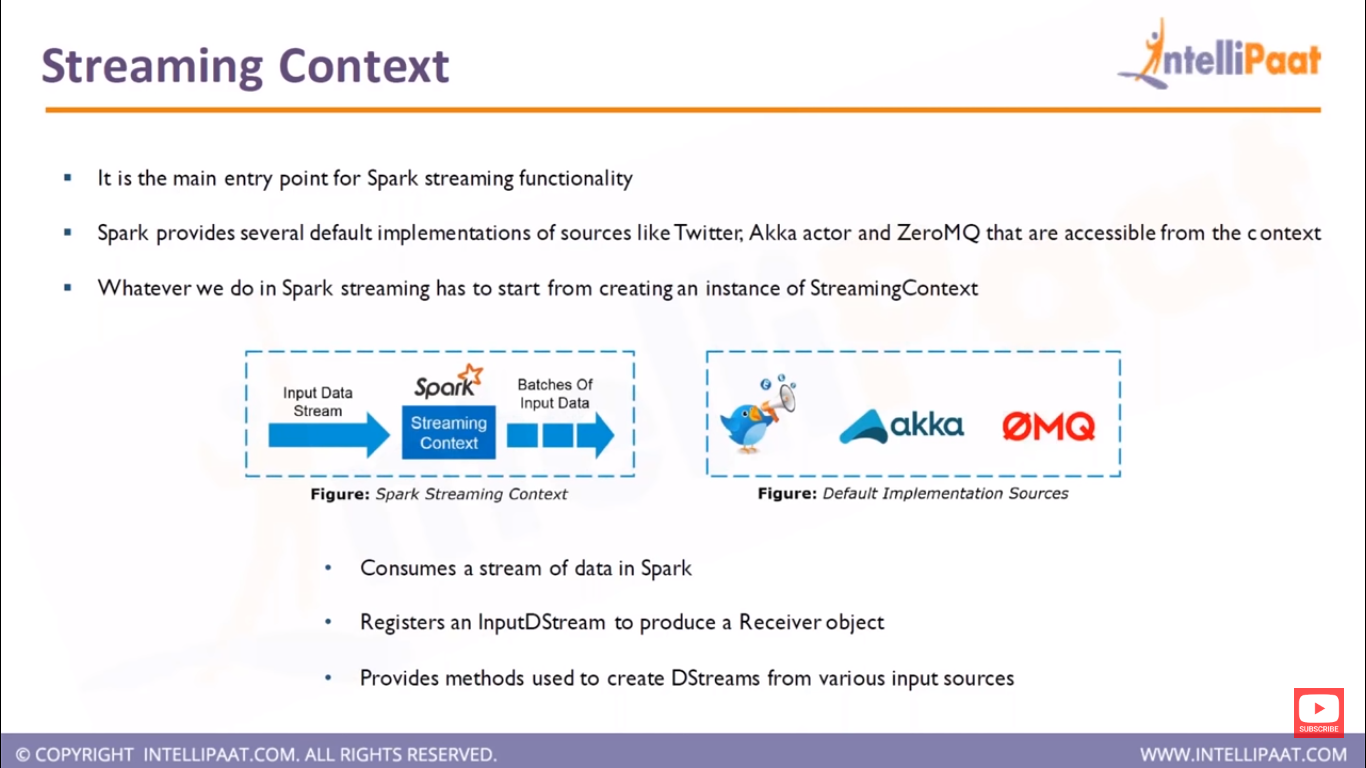 Streaming Context
IntelliPaat
▪ It is the main entry point for Spark streaming functionality
▪ Spark provides several default implementations of sources like Twitter, Akka actor and ZeroMQ that are accessible from the context
▪ Whatever we do in Spark streaming has to start from creating an instance of StreamingContext
Input Data
Stream
Spark
Streaming
Context
Batches Of
Input Data
Figure: Spark Streaming Context
akka
ØMQ
Figure: Default Implementation Sources
• Consumes a stream of data in Spark
• Registers an InputDStream to produce a Receiver object
• Provides methods used to create DStreams from various input sources
SUBSCRIBE
© COPYRIGHT INTELLIPAAT.COM. ALL RIGHTS RESERVED.
WWW.INTELLIPAAT.COM